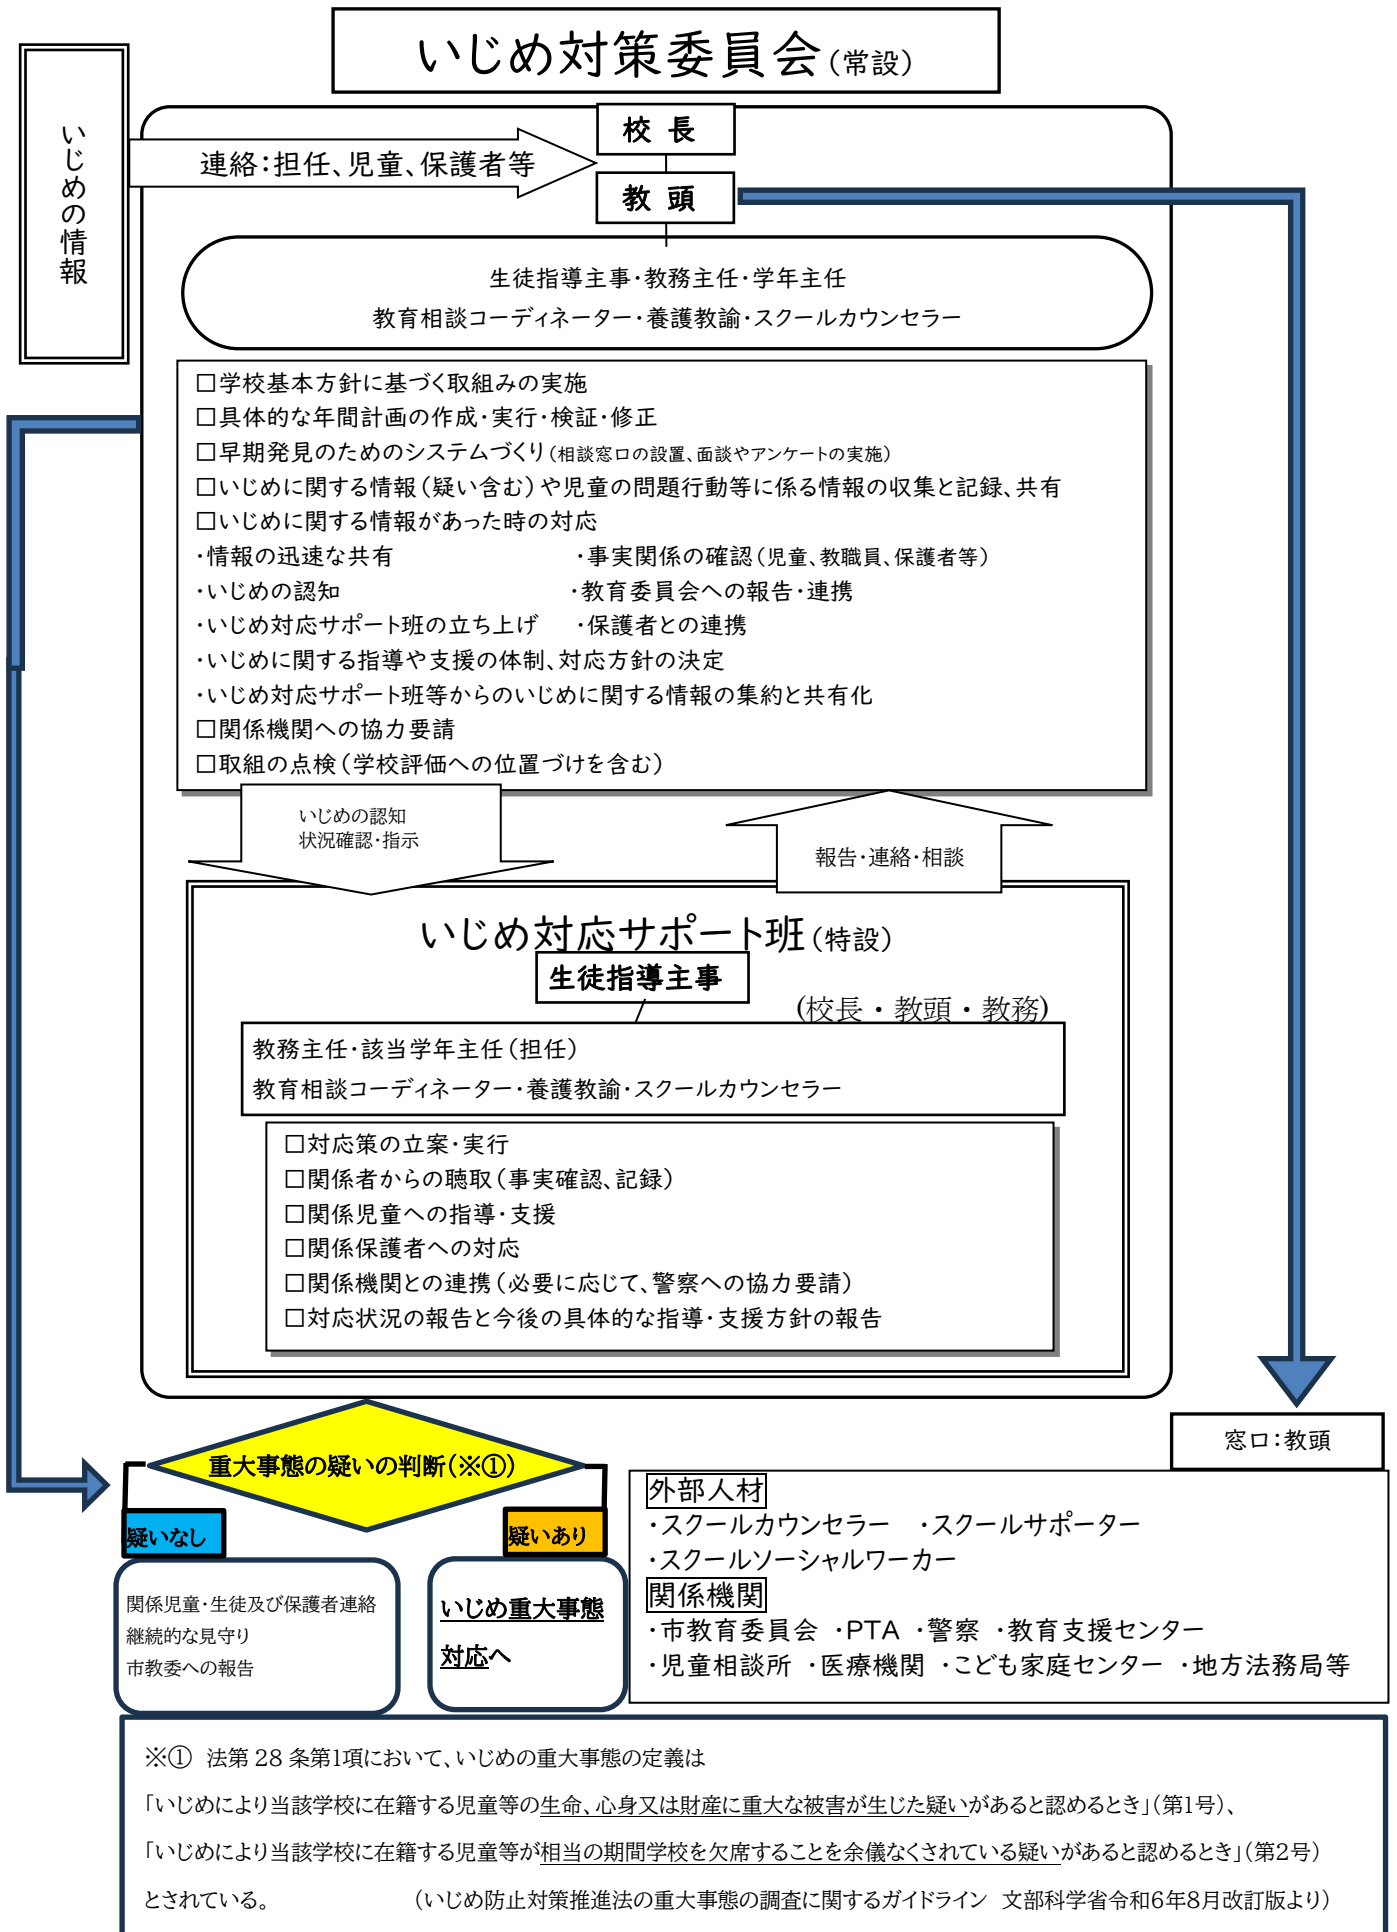 いじめ対策委員会（常設）
いじめの情報
校 長
連絡：担任、児童、保護者等
教 頭
生徒指導主事・教務主任・学年主任
教育相談コーディネーター・養護教諭・スクールカウンセラー
□学校基本方針に基づく取組みの実施
□具体的な年間計画の作成・実行・検証・修正
□早期発見のためのシステムづくり（相談窓口の設置、面談やアンケートの実施）
□いじめに関する情報（疑い含む）や児童の問題行動等に係る情報の収集と記録、共有
□いじめに関する情報があった時の対応
・情報の迅速な共有 ・事実関係の確認（児童、教職員、保護者等）
・いじめの認知 ・教育委員会への報告・連携
・いじめ対応サポート班の立ち上げ ・保護者との連携
・いじめに関する指導や支援の体制、対応方針の決定
・いじめ対応サポート班等からのいじめに関する情報の集約と共有化
□関係機関への協力要請
□取組の点検（学校評価への位置づけを含む）
いじめの認知
状況確認・指示
報告・連絡・相談
いじめ対応サポート班（特設）
生徒指導主事
（校長・教頭・教務）
教務主任・該当学年主任（担任）
教育相談コーディネーター・養護教諭・スクールカウンセラー
□対応策の立案・実行
□関係者からの聴取（事実確認、記録）
□関係児童への指導・支援
□関係保護者への対応
□関係機関との連携（必要に応じて、警察への協力要請）
□対応状況の報告と今後の具体的な指導・支援方針の報告
重大事態の疑いの判断（※①）
疑いなし
疑いあり
関係児童・生徒及び保護者連絡
継続的な見守り
市教委への報告
いじめ重大事態
対応へ
窓口：教頭
外部人材
・スクールカウンセラー ・スクールサポーター
・スクールソーシャルワーカー
関係機関
・市教育委員会 ・PTA ・警察 ・教育支援センター
・児童相談所 ・医療機関 ・こども家庭センター ・地方法務局等
※① 法第 28 条第1項において、いじめの重大事態の定義は
「いじめにより当該学校に在籍する児童等の生命、心身又は財産に重大な被害が生じた疑いがあると認めるとき」（第1号）、
「いじめにより当該学校に在籍する児童等が相当の期間学校を欠席することを余儀なくされている疑いがあると認めるとき」（第2号）
とされている。 （いじめ防止対策推進法の重大事態の調査に関するガイドライン 文部科学省令和6年8月改訂版より）